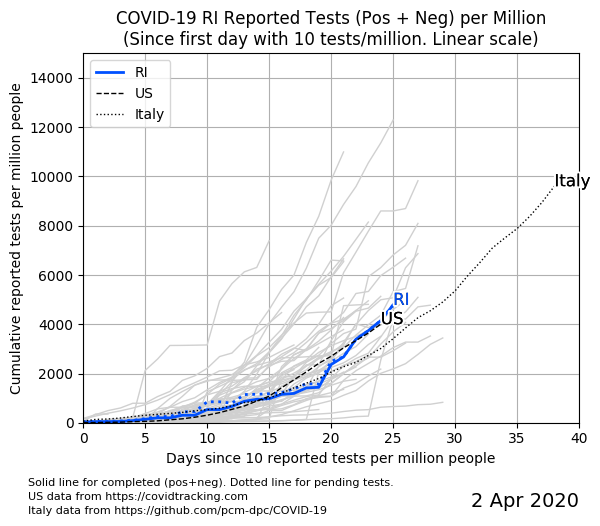 COVID-19 RI Reported Tests (Pos + Neg) per Million
(Since first day with 10 tests/million. Linear scale)
Cumulative reported tests per million people
14000
12000
10000
8000
6000
4000
2000
0
RI
US
Italy
Italy
RI
US
0 5 10 15 20 25 30 35 40
Days since 10 reported tests per million people
Solid line for completed (pos+neg). Dotted line for pending tests.
US data from https://covidtracking.com
Italy data from https://github.com/pcm-dpc/COVID-19
2 Apr 2020